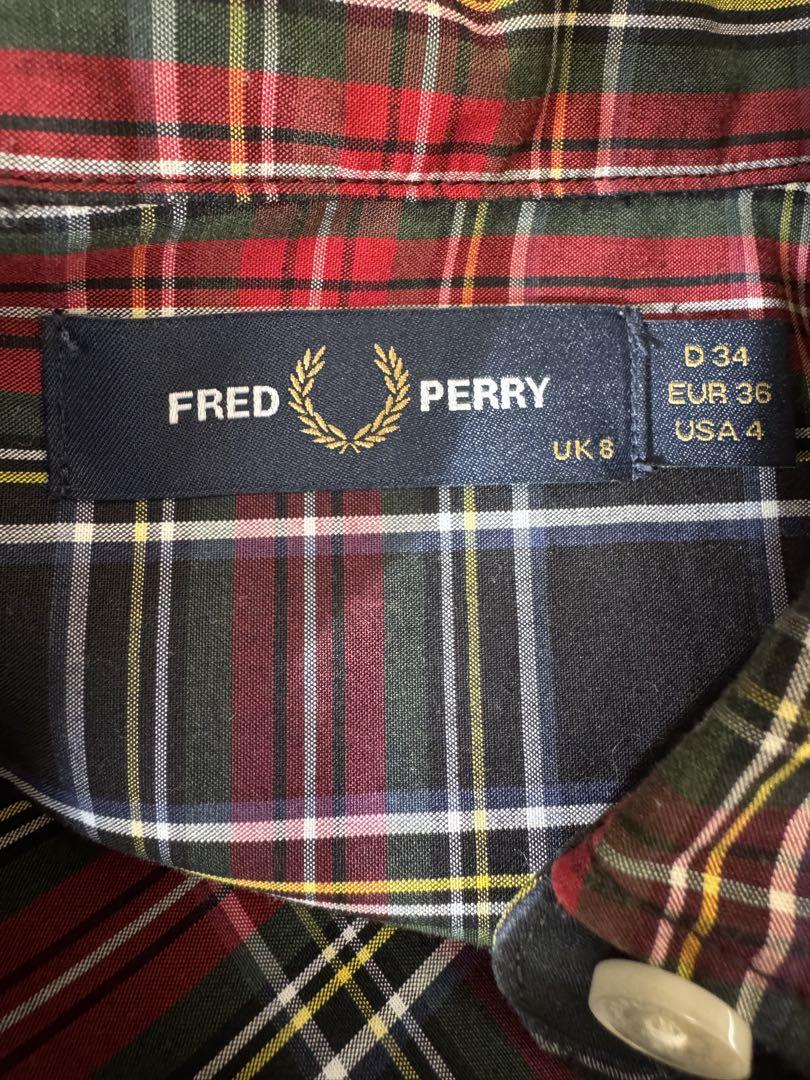 FRED PERRY
UK 8
D 34
EUR 36
USA 4